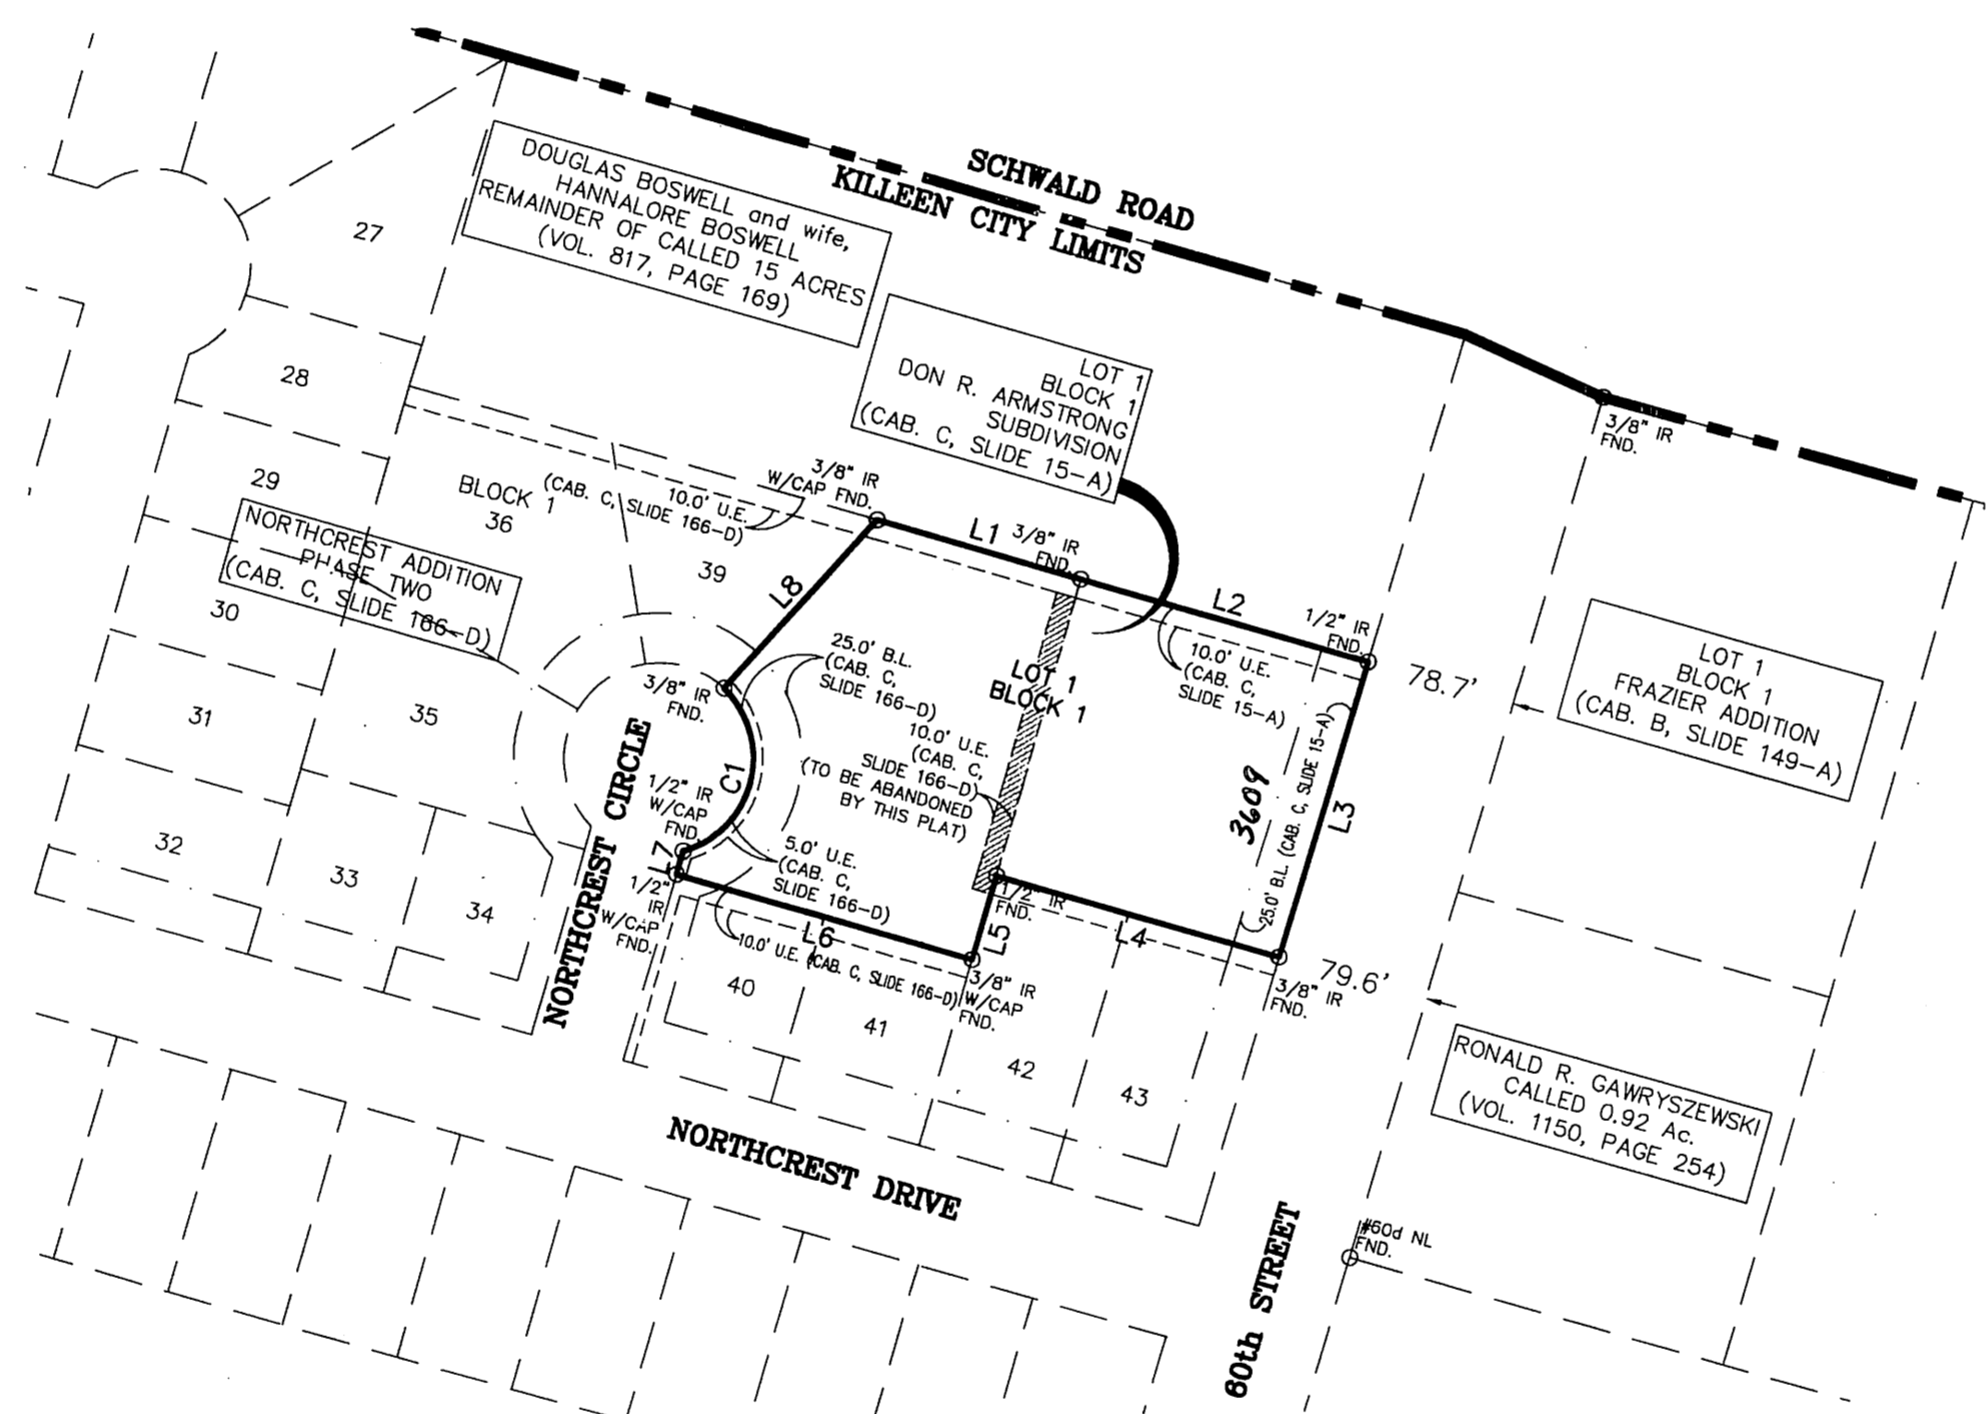 SCHWALD ROAD
KILLEEN CITY LIMITS
DOUGLAS BOSWELL and wife,
HANNALORE BOSWELL
REMAINDER OF CALLED 15 ACRES
(VOL. 817, PAGE 169)
27
28
LOT 1
BLOCK 1
DON R. ARMSTRONG
SUBDIVISION
(CAB. C, SLIDE 15-A)
3/8" IR
FND.
29
BLOCK 1
36
(CAB. C, SLIDE 166-D)
10.0' U.E.
3/8" IR
W/CAP FND.
L1
3/8" IR
FND.
L2
1/2" IR
FND.
NORTHCREST ADDITION
PHASE TWO
(CAB. C, SLIDE 166-D)
39
L8
30
25.0' B.L.
(CAB. C,
SLIDE 166-D)
LOT 1
BLOCK 1
10.0' U.E.
(CAB. C,
SLIDE 15-A)
78.7'
LOT 1
BLOCK 1
FRAZIER ADDITION
(CAB. B, SLIDE 149-A)
31
35
3/8" IR
FND.
10.0' U.E.
(CAB. C,
SLIDE 166-D)
(TO BE ABANDONED
BY THIS PLAT)
NORTHCREST CIRCLE
1/2" IR
W/CAP
FND.
C1
3609
25.0' B.L. (CAB. C, SLIDE 15-A)
L3
32
33
34
L7
1/2"
IR
W/CAP
FND.
5.0' U.E.
(CAB. C,
SLIDE 166-D)
1/2" IR
FND.
L6
L5
L4
10.0' U.E. (CAB. C, SLIDE 166-D)
3/8" IR
W/CAP
FND.
79.6'
3/8" IR
FND.
40
41
42
43
RONALD R. GAWRYSZEWSKI
CALLED 0.92 Ac.
(VOL. 1150, PAGE 254)
NORTHCREST DRIVE
60th STREET
#60d NL
FND.